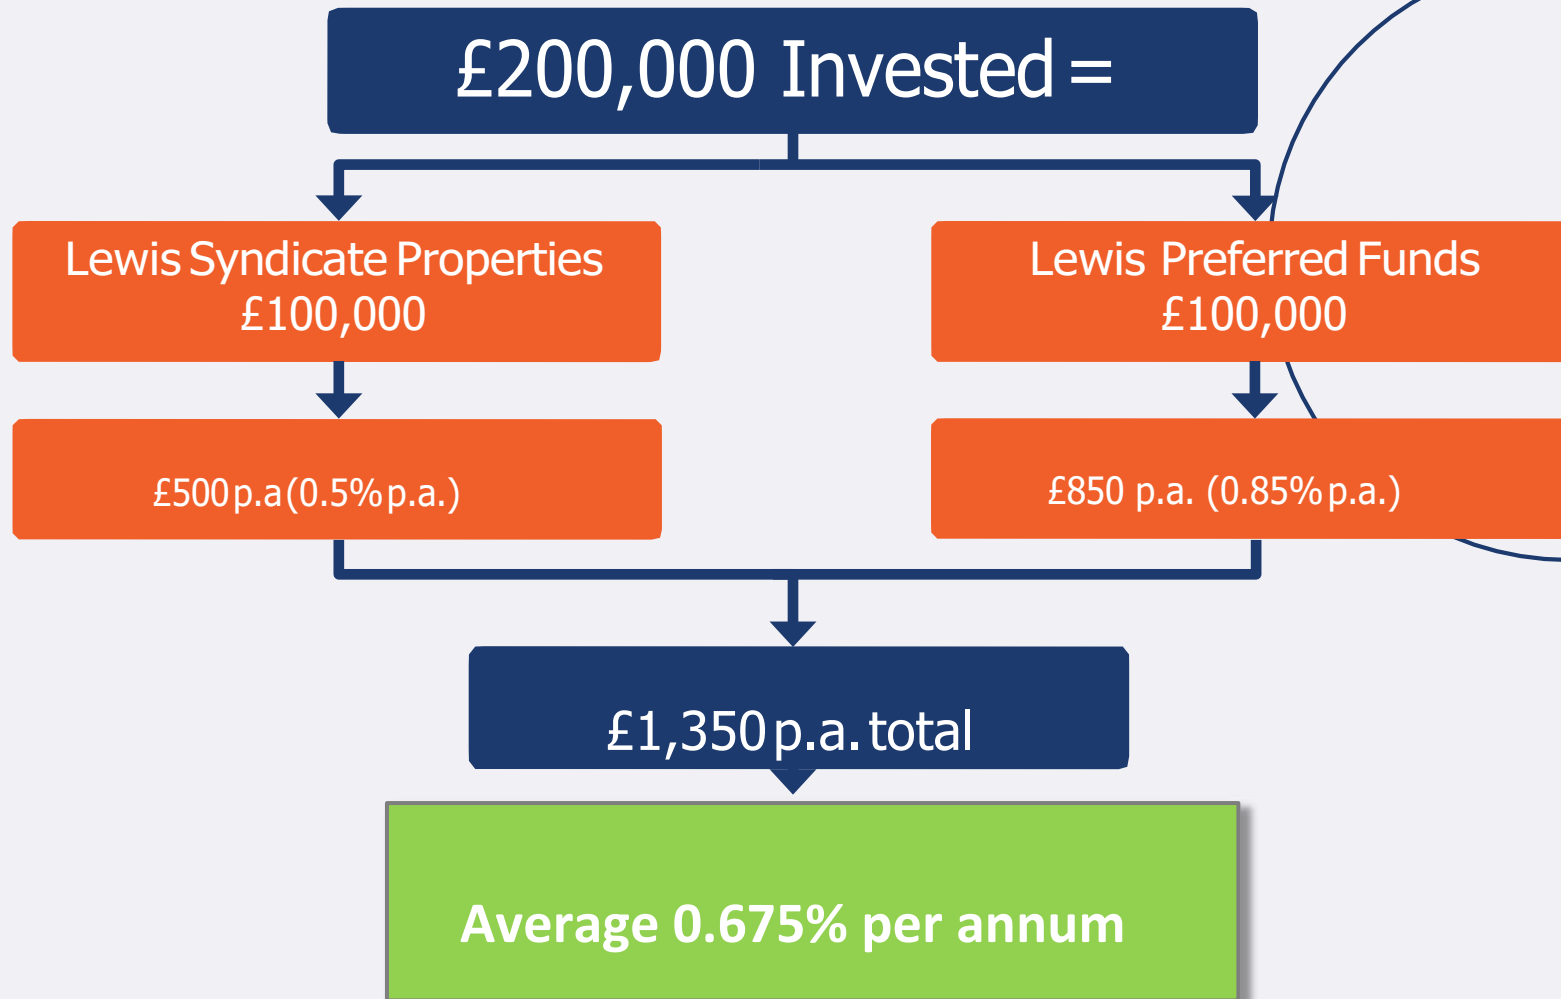 £200,000 Invested =
Lewis Syndicate Properties
£100,000
Lewis Preferred Funds
£100,000
£500 p.a (0.5% p.a.)
£850 p.a. (0.85% p.a.)
£1,350 p.a. total
Average 0.675% per annum